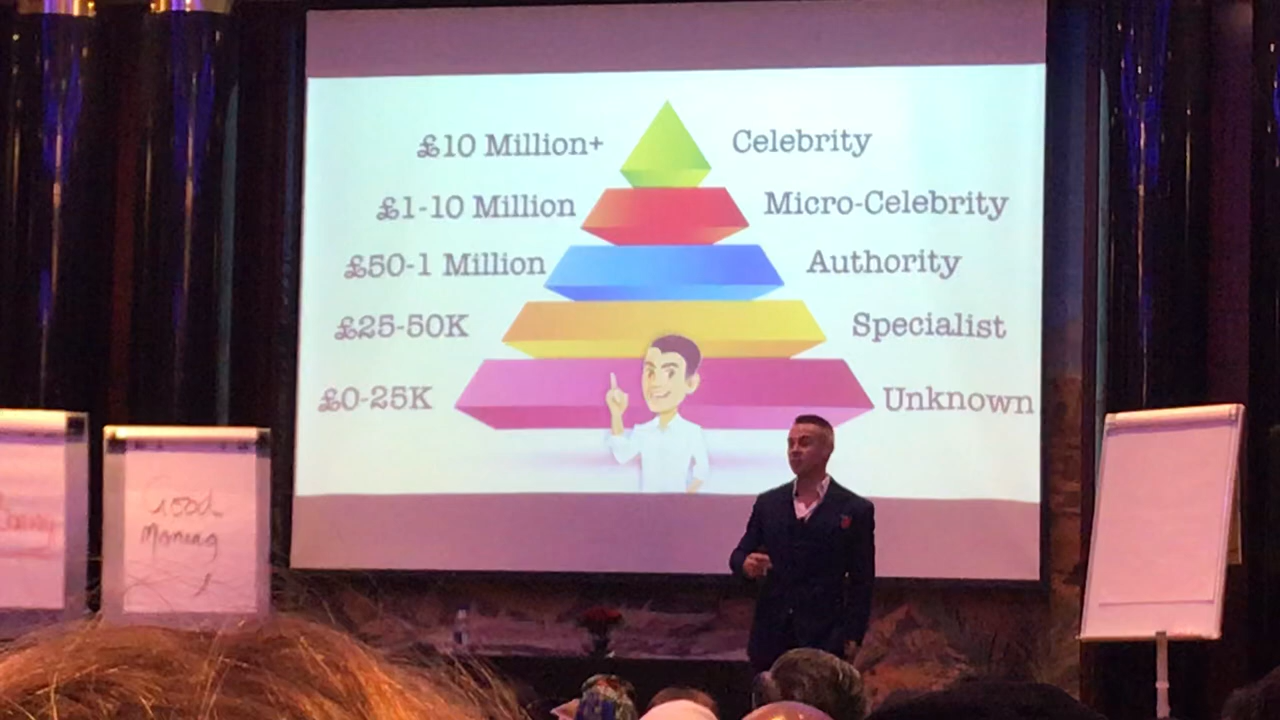 £10 Million+ Celebrity
£1-10 Million Micro-Celebrity
£50-1 Million Authority
£25-50K Specialist
£0-25K Unknown
Good
Morning